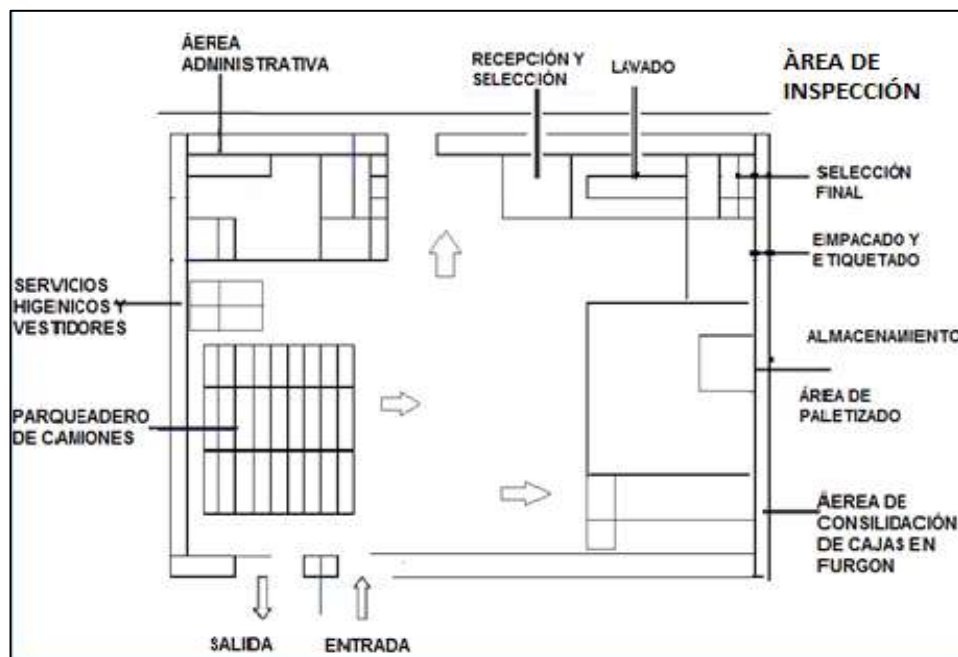 ÁEREA
ADMINISTRATIVA
RECEPCIÓN Y
SELECCIÓN
LAVADO
ÀREA DE
INSPECCIÓN
SELECCIÓN
FINAL
EMPACADO Y
ETIQUETADO
SERVICIOS
HIGENICOS Y
VESTIDORES
ALMACENAMIENTO
ÁREA DE
PALETIZADO
PARQUEADERO
DE CAMIONES
ÁEREA DE
CONSILIDACIÓN
DE CAJAS EN
FURGON
SALIDA
ENTRADA